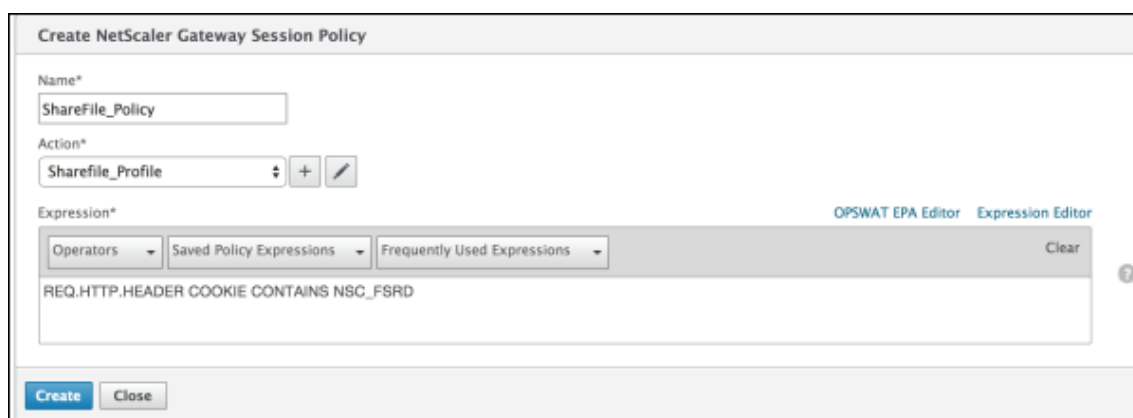 Create NetScaler Gateway Session Policy
Name*
ShareFile_Policy
Action*
Sharefile_Profile
+
Expression*
OPSWAT EPA Editor Expression Editor
Operators Saved Policy Expressions Frequently Used Expressions Clear
?
REQ.HTTP.HEADER COOKIE CONTAINS NSC_FSRD
Create Close